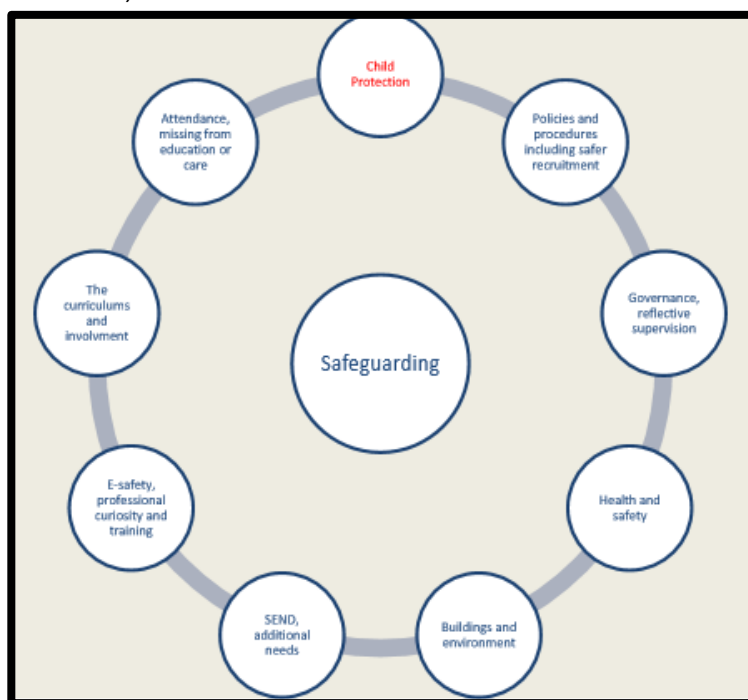 Child
Protection
Policies and
procedures
including safer
recruitment
Governance,
reflective
supervision
Health and
safety
Buildings and
environment
SEND,
additional
needs
E-safety,
professional
curiosity and
training
The
curriculums
and
involvment
Attendance,
missing from
education or
care
Safeguarding